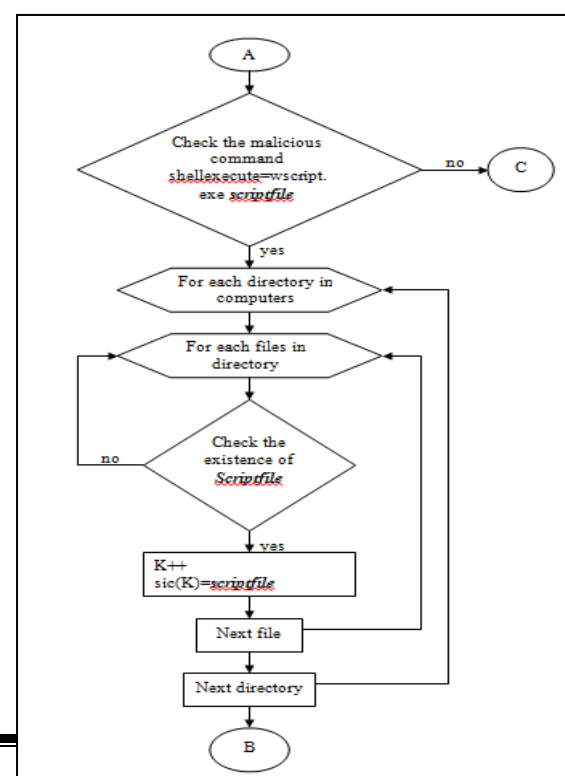 A
Check the malicious
command
shellexecute=wscript.
exe scriptfile
no
C
yes
For each directory in
computers
For each files in
directory
Check the
existence of
Scriptfile
no
yes
K++
sic(K)=scriptfile
Next file
Next directory
B